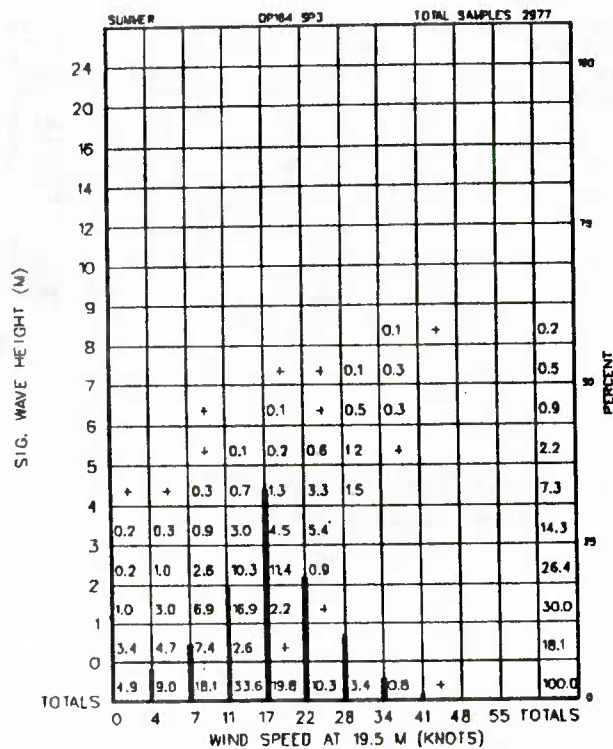 SUMMER GP164 SP3 TOTAL SAMPLES 2977
24 100
20
16
14
12 75
10
9
0.1 + 0.2
8
+ + 0.1 0.3 0.5
7 50
+ 0.1 + 0.5 0.3 0.9
6
+ 0.1 0.2 0.6 1.2 + 2.2
5
+ + 0.3 0.7 1.3 3.3 1.5 7.3
4
0.2 0.3 0.9 3.0 4.5 5.4 14.3
3 25
0.2 1.0 2.6 10.3 11.4 0.9 26.4
2
1.0 3.0 6.9 16.9 2.2 + 30.0
1
3.4 4.7 7.4 2.6 + 18.1
0
4.9 9.0 18.1 33.6 19.8 10.3 3.4 0.8 + 100.0 0
TOTALS
0 4 7 11 17 22 28 34 41 48 55 TOTALS
WIND SPEED AT 19.5 M (KNOTS)
SIG. WAVE HEIGHT (M)
PERCENT